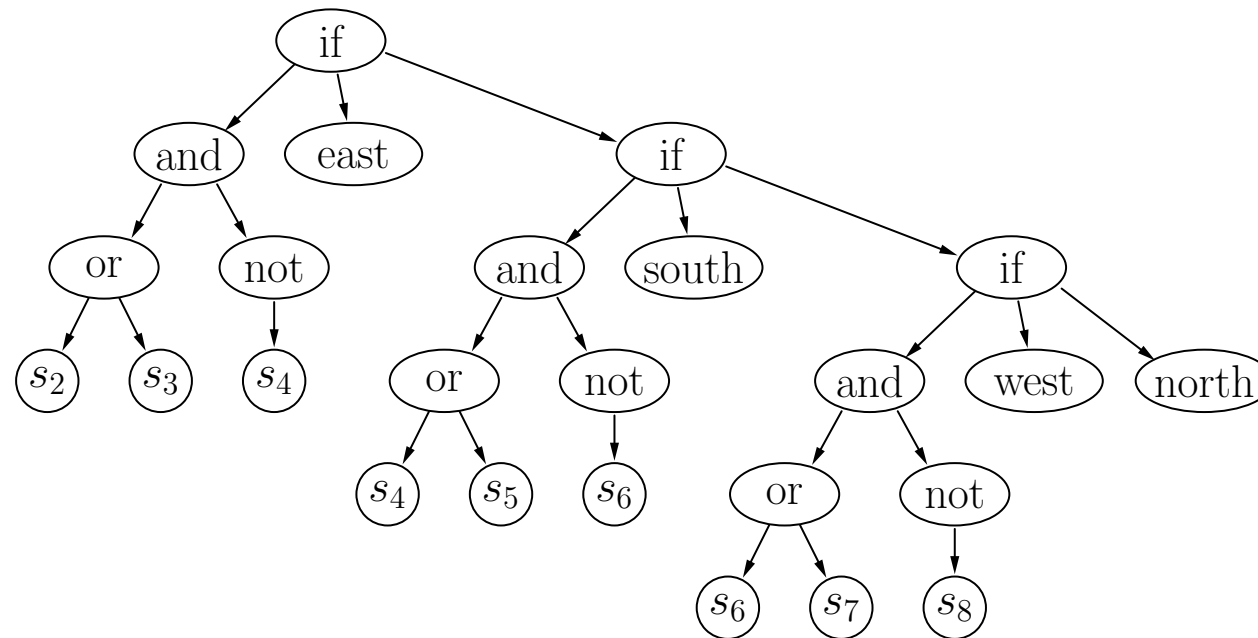 if
and east if
or not and south if
s₂ s₃ s₄ or not and west north
s₄ s₅ s₆ or not
s₆ s₇ s₈